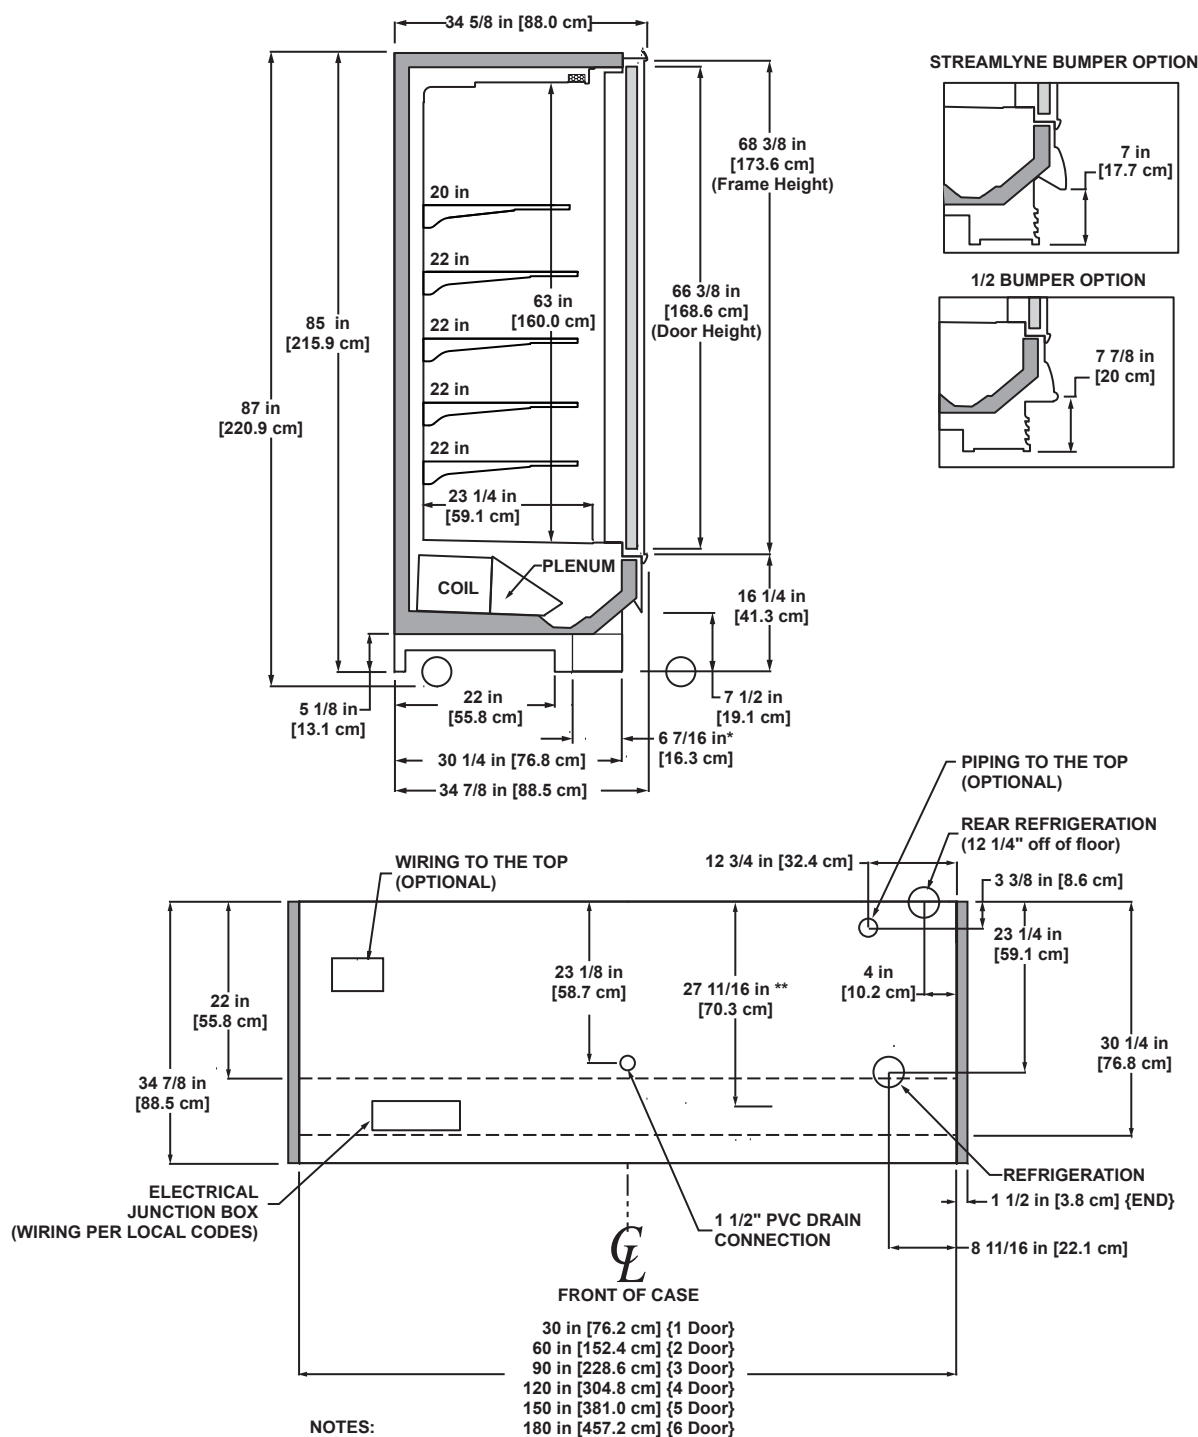 34 5/8 in [88.0 cm]
STREAMLYNE BUMPER OPTION
7 in
[17.7 cm]
1/2 BUMPER OPTION
7 7/8 in
[20 cm]
68 3/8 in
[173.6 cm]
(Frame Height)
20 in
22 in
22 in
22 in
22 in
63 in
[160.0 cm]
66 3/8 in
[168.6 cm]
(Door Height)
85 in
[215.9 cm]
87 in
[220.9 cm]
23 1/4 in
[59.1 cm]
COIL
PLENUM
16 1/4 in
[41.3 cm]
5 1/8 in
[13.1 cm]
22 in
[55.8 cm]
7 1/2 in
[19.1 cm]
6 7/16 in*
[16.3 cm]
30 1/4 in [76.8 cm]
34 7/8 in [88.5 cm]
PIPING TO THE TOP
(OPTIONAL)
REAR REFRIGERATION
(12 1/4" off of floor)
12 3/4 in [32.4 cm]
3 3/8 in [8.6 cm]
WIRING TO THE TOP
(OPTIONAL)
23 1/4 in
[59.1 cm]
4 in
[10.2 cm]
23 1/8 in
[58.7 cm]
27 11/16 in **
[70.3 cm]
22 in
[55.8 cm]
30 1/4 in
[76.8 cm]
34 7/8 in
[88.5 cm]
REFRIGERATION
1 1/2 in [3.8 cm] {END}
8 11/16 in [22.1 cm]
ELECTRICAL
JUNCTION BOX
(WIRING PER LOCAL CODES)
1 1/2" PVC DRAIN
CONNECTION
CL
FRONT OF CASE
30 in [76.2 cm] {1 Door}
60 in [152.4 cm] {2 Door}
90 in [228.6 cm] {3 Door}
120 in [304.8 cm] {4 Door}
150 in [381.0 cm] {5 Door}
180 in [457.2 cm] {6 Door}
NOTES: